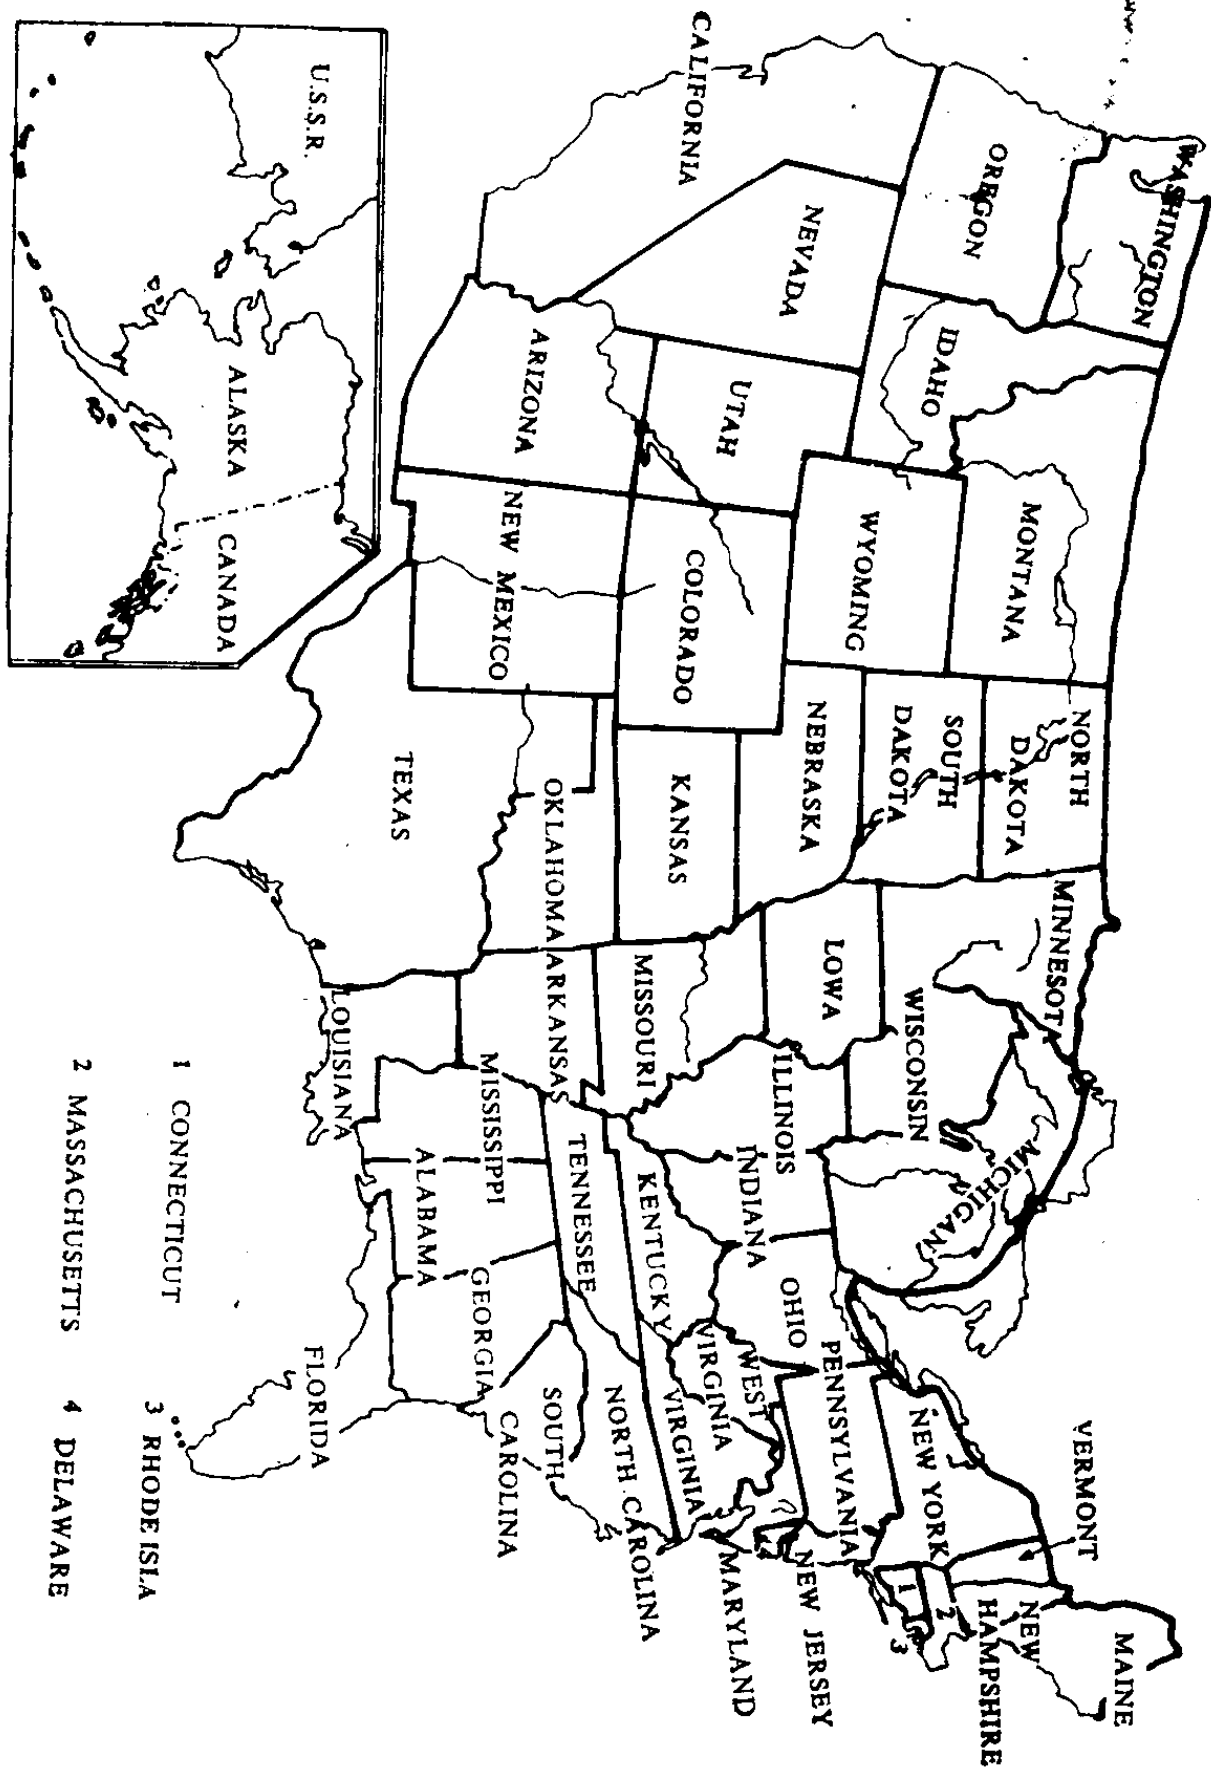 WASHINGTON
OREGON
CALIFORNIA
NEVADA
IDAHO
MONTANA
WYOMING
UTAH
ARIZONA
COLORADO
NEW MEXICO
NORTH
DAKOTA
SOUTH
DAKOTA
NEBRASKA
KANSAS
OKLAHOMA
TEXAS
MINNESOTA
LOWA
MISSOURI
ARKANSAS
LOUISIANA
WISCONSIN
ILLINOIS
MICHIGAN
INDIANA
OHIO
KENTUCKY
TENNESSEE
MISSISSIPPI
ALABAMA
GEORGIA
FLORIDA
SOUTH
CAROLINA
NORTH CAROLINA
VIRGINIA
WEST
VIRGINIA
PENNSYLVANIA
NEW YORK
VERMONT
NEW
HAMPSHIRE
MAINE
NEW JERSEY
MARYLAND
1
2
3
4
U.S.S.R.
ALASKA
CANADA
1 CONNECTICUT
2 MASSACHUSETTS
3 RHODE ISLA
4 DELAWARE